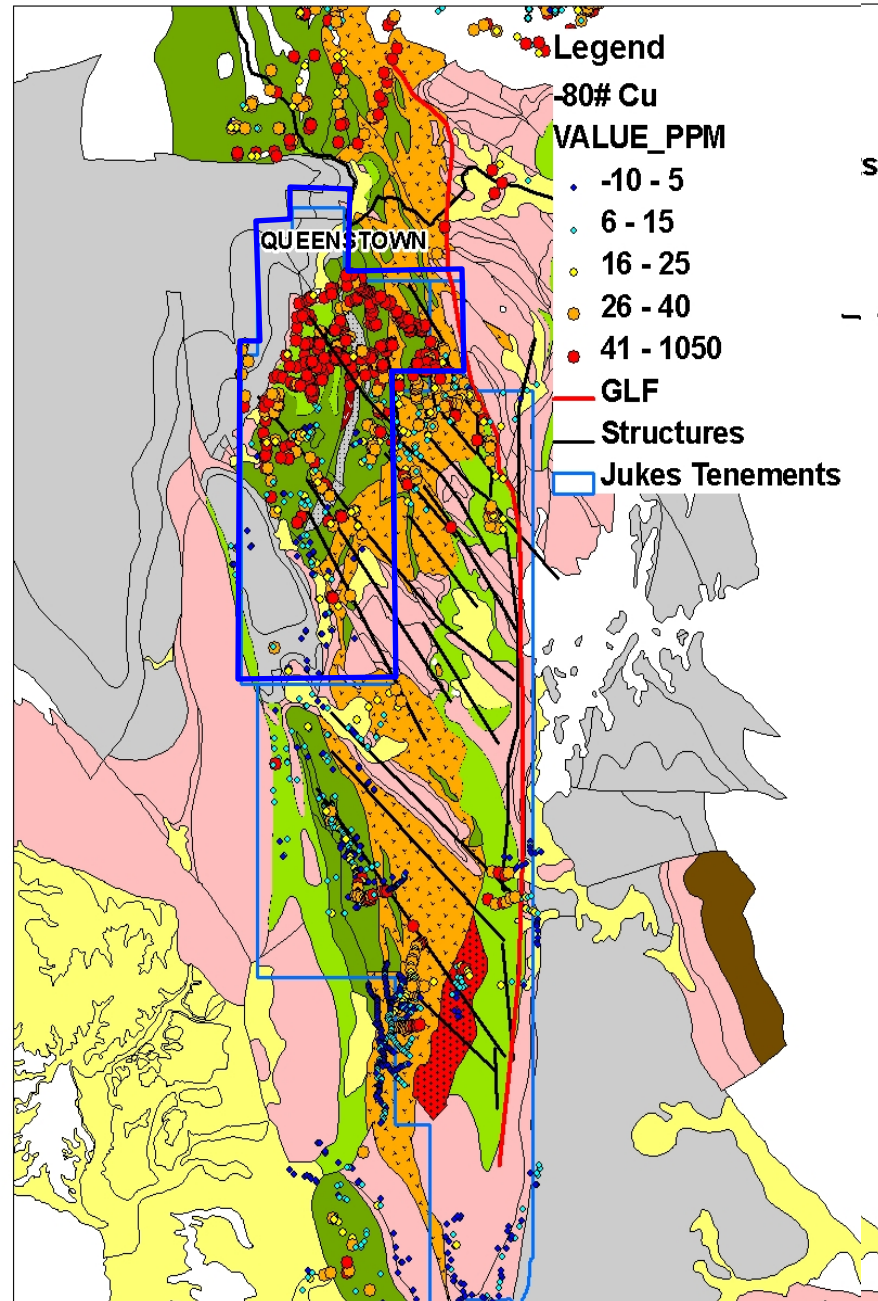 Legend
-80# Cu
VALUE_PPM
-10 - 5
6 - 15
16 - 25
26 - 40
41 - 1050
GLF
Structures
Jukes Tenements
QUEENSTOWN
s